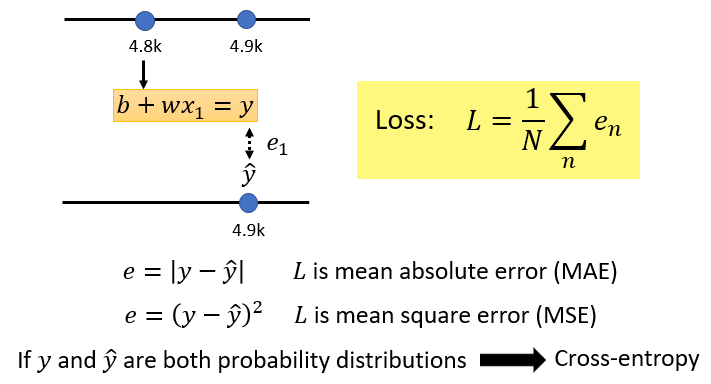 4.8k 4.9k
b + wx₁ = y
e₁
ŷ
4.9k
Loss: L = 1/N ∑ₙ eₙ
e = |y − ŷ| L is mean absolute error (MAE)
e = (y − ŷ)² L is mean square error (MSE)
If y and ŷ are both probability distributions Cross-entropy